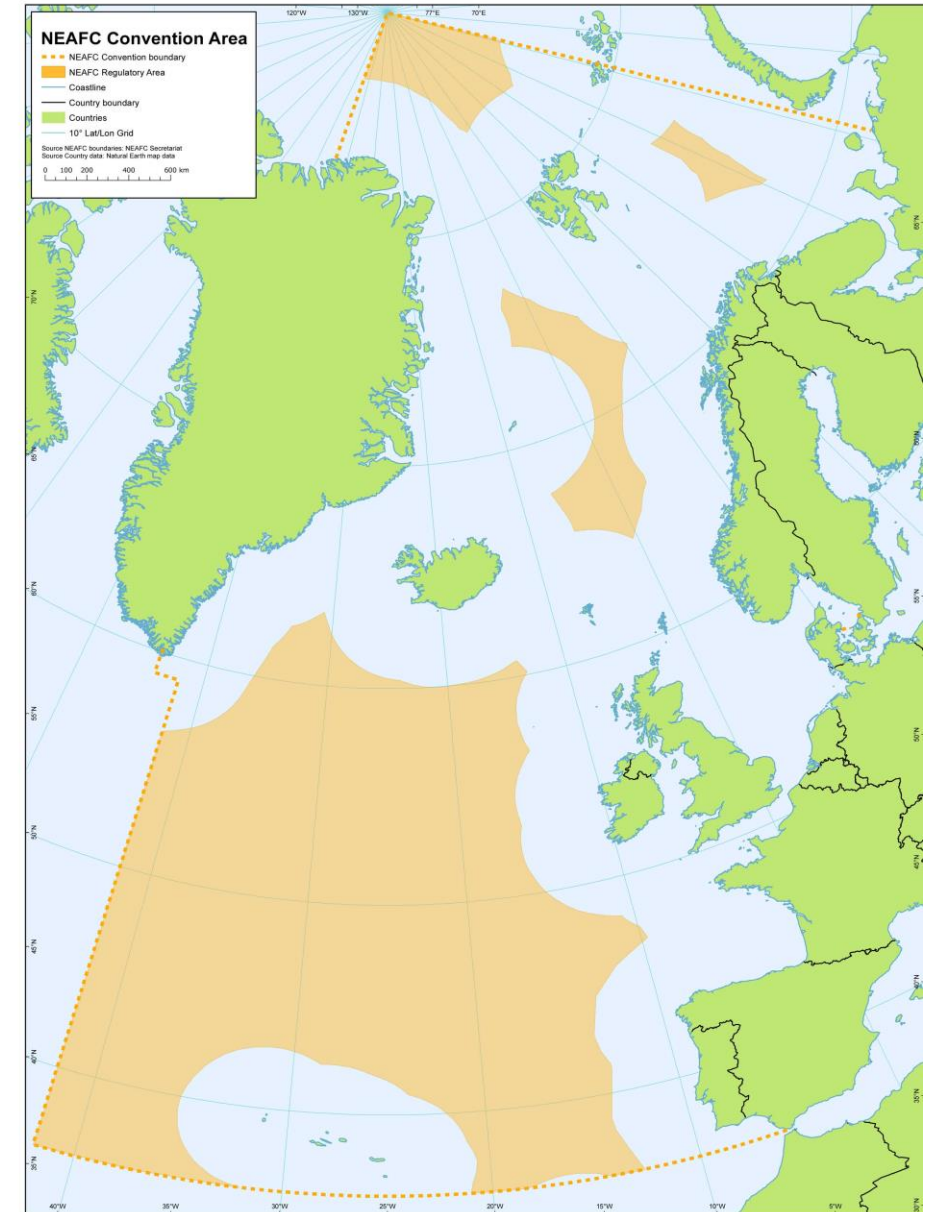 120°W 130°W 77°E 70°E
NEAFC Convention Area
NEAFC Convention boundary
NEAFC Regulatory Area
Coastline
Country boundary
Countries
10° Lat/Lon Grid
Source NEAFC boundaries: NEAFC Secretariat
Source Country data: Natural Earth map data
0 100 200 400 600 km
70°N
65°N
60°N
55°N
50°N
45°N
40°N
35°N
65°N
60°N
55°N
50°N
45°N
40°N
35°N
30°N
40°W 35°W 30°W 25°W 20°W 15°W 10°W 5°W